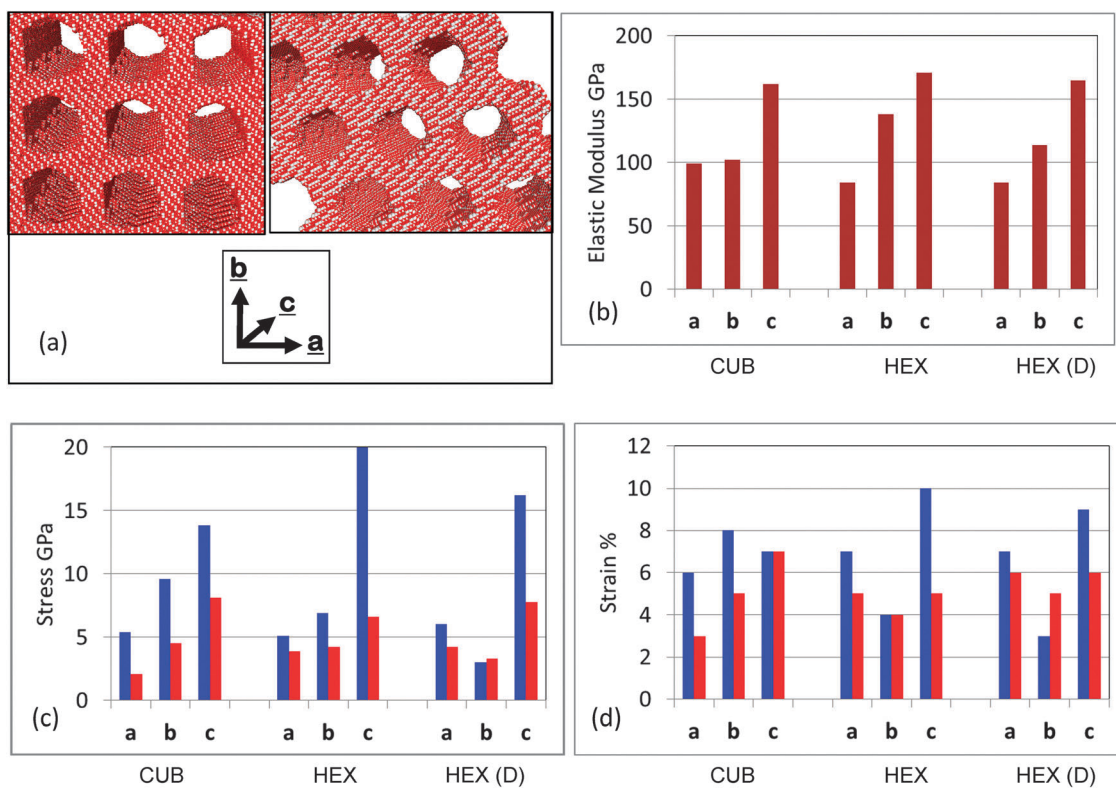 b
c
a
(a)
Elastic Modulus GPa
200
150
100
50
0
a b c a b c a b c
CUB HEX HEX (D)
(b)
Stress GPa
20
15
10
5
0
a b c a b c a b c
CUB HEX HEX (D)
(c)
Strain %
12
10
8
6
4
2
0
a b c a b c a b c
CUB HEX HEX (D)
(d)